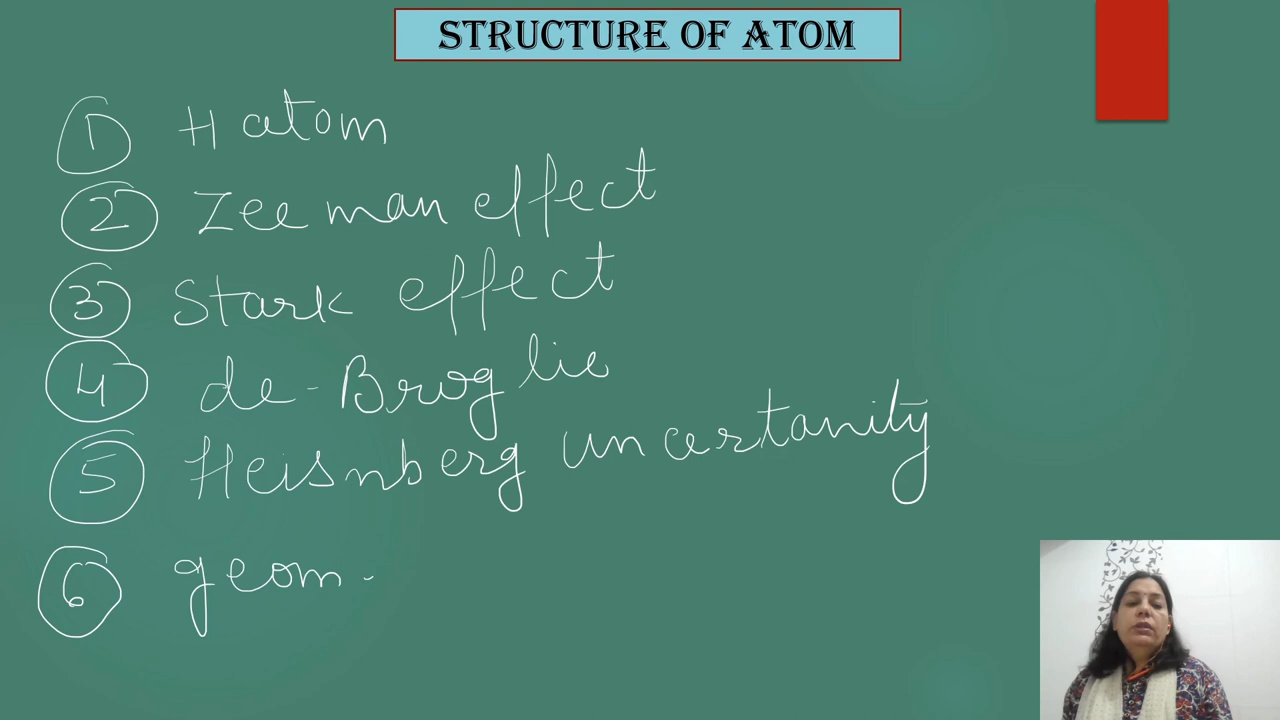 STRUCTURE OF ATOM
1 H atom
2 Zeeman effect
3 Stark effect
4 de-Broglie
5 Heisnberg uncertanity
6 geom.